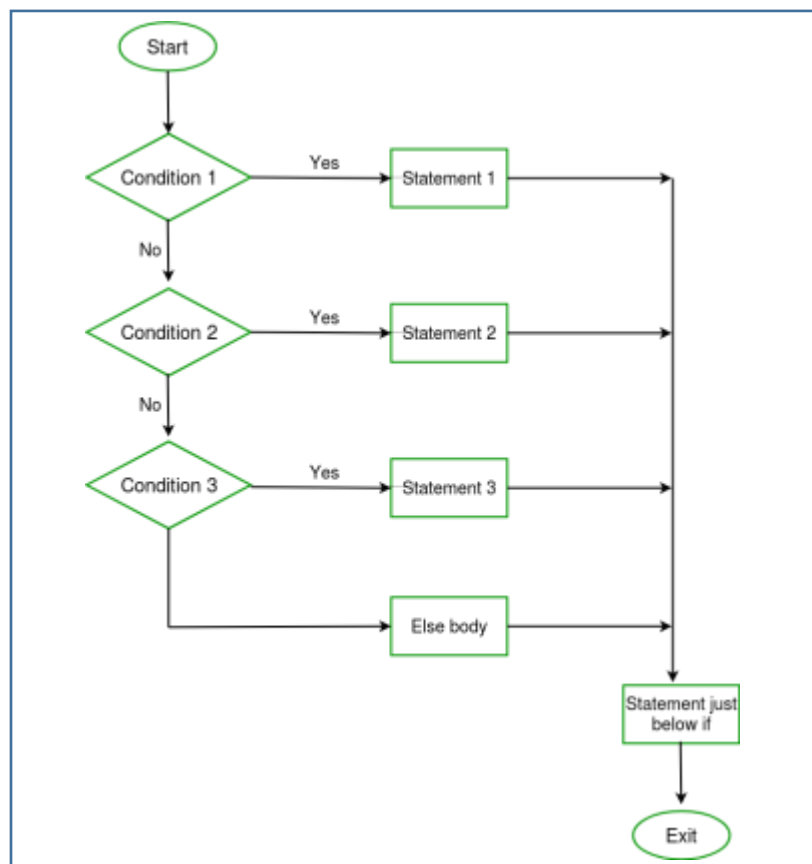 Start
Condition 1
Yes
Statement 1
No
Condition 2
Yes
Statement 2
No
Condition 3
Yes
Statement 3
Else body
Statement just
below if
Exit